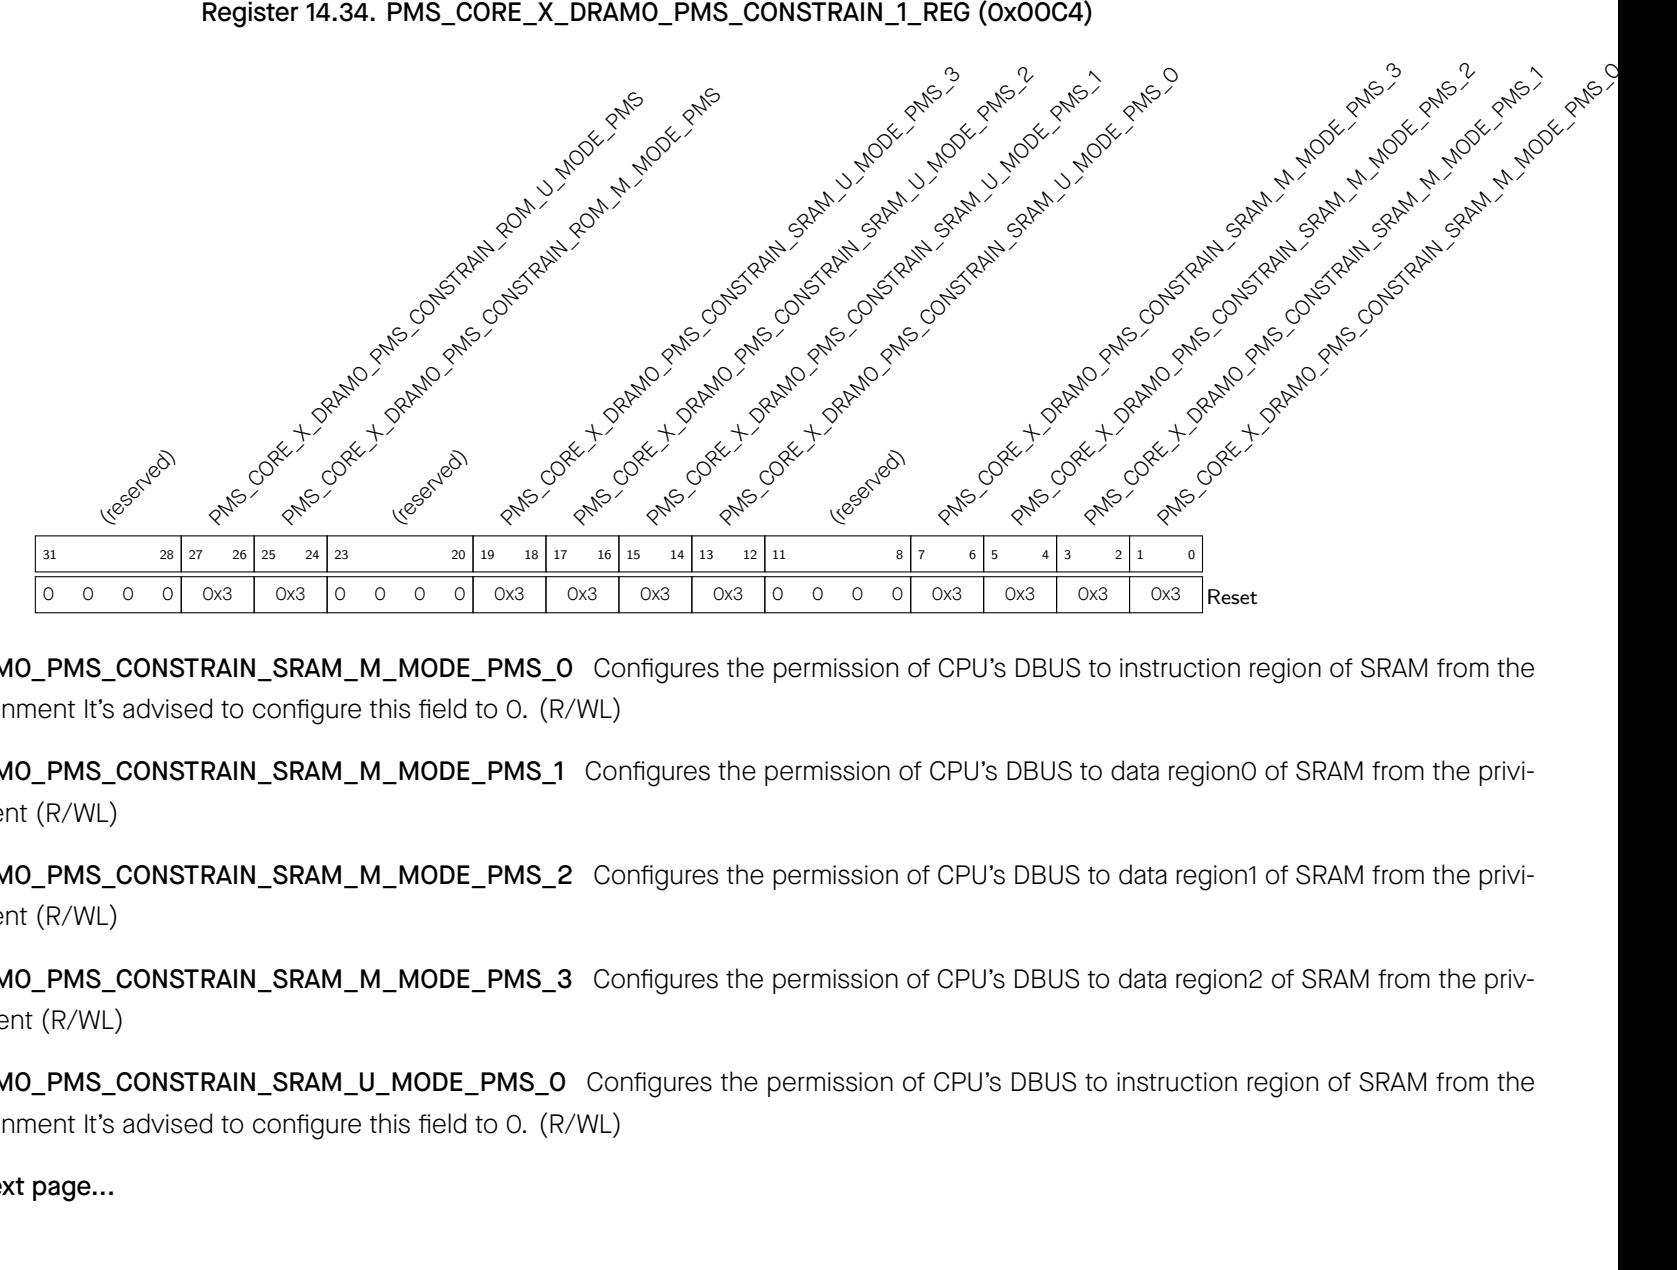 Register 14.34. PMS_CORE_X_DRAM0_PMS_CONSTRAIN_1_REG (0x00C4)
(reserved)
PMS_CORE_X_DRAM0_PMS_CONSTRAIN_ROM_U_MODE_PMS
PMS_CORE_X_DRAM0_PMS_CONSTRAIN_ROM_M_MODE_PMS
(reserved)
PMS_CORE_X_DRAM0_PMS_CONSTRAIN_SRAM_U_MODE_PMS_3
PMS_CORE_X_DRAM0_PMS_CONSTRAIN_SRAM_U_MODE_PMS_2
PMS_CORE_X_DRAM0_PMS_CONSTRAIN_SRAM_U_MODE_PMS_1
PMS_CORE_X_DRAM0_PMS_CONSTRAIN_SRAM_U_MODE_PMS_0
(reserved)
PMS_CORE_X_DRAM0_PMS_CONSTRAIN_SRAM_M_MODE_PMS_3
PMS_CORE_X_DRAM0_PMS_CONSTRAIN_SRAM_M_MODE_PMS_2
PMS_CORE_X_DRAM0_PMS_CONSTRAIN_SRAM_M_MODE_PMS_1
PMS_CORE_X_DRAM0_PMS_CONSTRAIN_SRAM_M_MODE_PMS_0
31 28 27 26 25 24 23 20 19 18 17 16 15 14 13 12 11 8 7 6 5 4 3 2 1 0
0 0 0 0 0x3 0x3 0 0 0 0 0x3 0x3 0x3 0x3 0 0 0 0 0x3 0x3 0x3 0x3 Reset
M0_PMS_CONSTRAIN_SRAM_M_MODE_PMS_0 Configures the permission of CPU's DBUS to instruction region of SRAM from the
nment It's advised to configure this field to 0. (R/WL)
M0_PMS_CONSTRAIN_SRAM_M_MODE_PMS_1 Configures the permission of CPU's DBUS to data region0 of SRAM from the privi-
ent (R/WL)
M0_PMS_CONSTRAIN_SRAM_M_MODE_PMS_2 Configures the permission of CPU's DBUS to data region1 of SRAM from the privi-
ent (R/WL)
M0_PMS_CONSTRAIN_SRAM_M_MODE_PMS_3 Configures the permission of CPU's DBUS to data region2 of SRAM from the priv-
ent (R/WL)
M0_PMS_CONSTRAIN_SRAM_U_MODE_PMS_0 Configures the permission of CPU's DBUS to instruction region of SRAM from the
nment It's advised to configure this field to 0. (R/WL)
ext page...